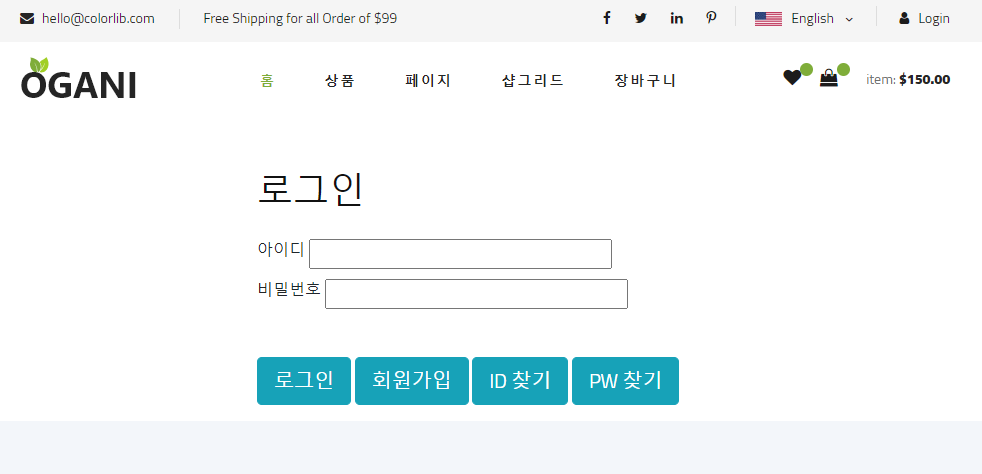 hello@colorlib.com Free Shipping for all Order of $99 English Login
OGANI 홈 상품 페이지 샵그리드 장바구니 item: $150.00
로그인
아이디
비밀번호
로그인 회원가입 ID 찾기 PW 찾기